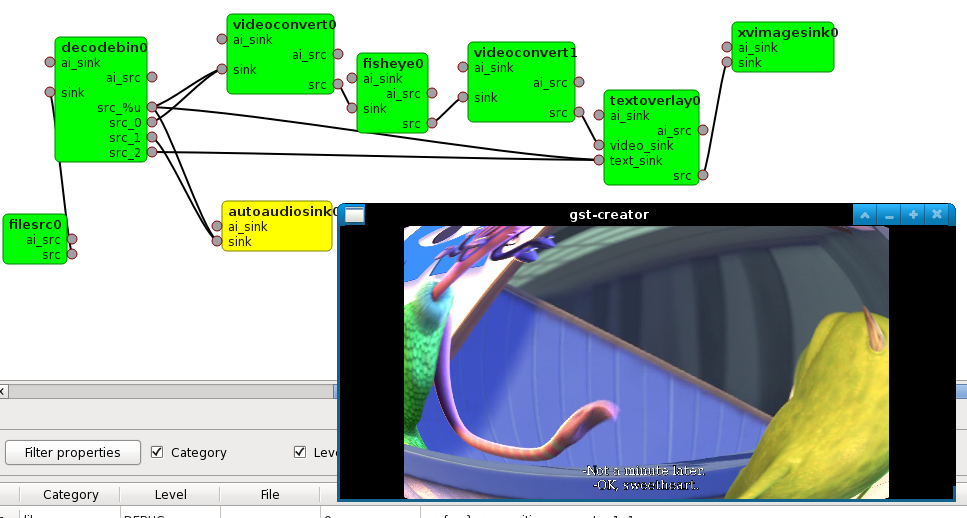 decodebin0
ai_sink
ai_src
sink
src_%u
src_0
src_1
src_2
filesrc0
ai_src
src
videoconvert0
ai_sink
ai_src
sink
src
autoaudiosink0
ai_sink
sink
fisheye0
ai_sink
ai_src
sink
src
videoconvert1
ai_sink
ai_src
sink
src
textoverlay0
ai_sink
ai_src
video_sink
text_sink
src
xvimagesink0
ai_sink
sink
gst-creator
-Not a minute later.
-OK, sweetheart.
Filter properties Category Leve
Category Level File
DEBUG